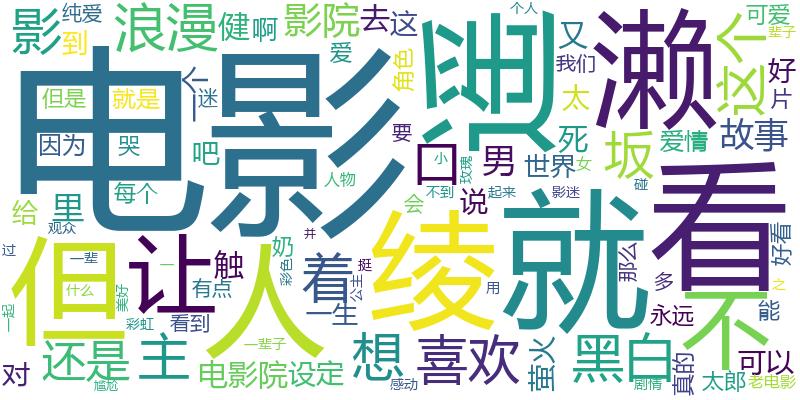 纯爱
影
到
浪漫
健
啊
影院
去
这
爱
角色
个人
又
我们
太
濑
这个
可爱
辈子
好
片
电影
遥
但是
就是
个
迷
因为
哭
吧
每个
要
口
男
死
世界
坂
爱情
故事
人物
小
玫瑰
女
不到
起来
影迷
碰
看
给
里
观众
会
说
绫
就
过
但
一辈
什么
让
触
人
奶
彩色
并
着
公主
挺
那么
多
不
好看
之
能
一起
美好
彩虹
一
有点
看到
一生
用
永远
对
还是
尴尬
主
一辈子
电影院
设定
想
感动
喜欢
萤火
黑白
剧情
真的
太郎
可以
老电影